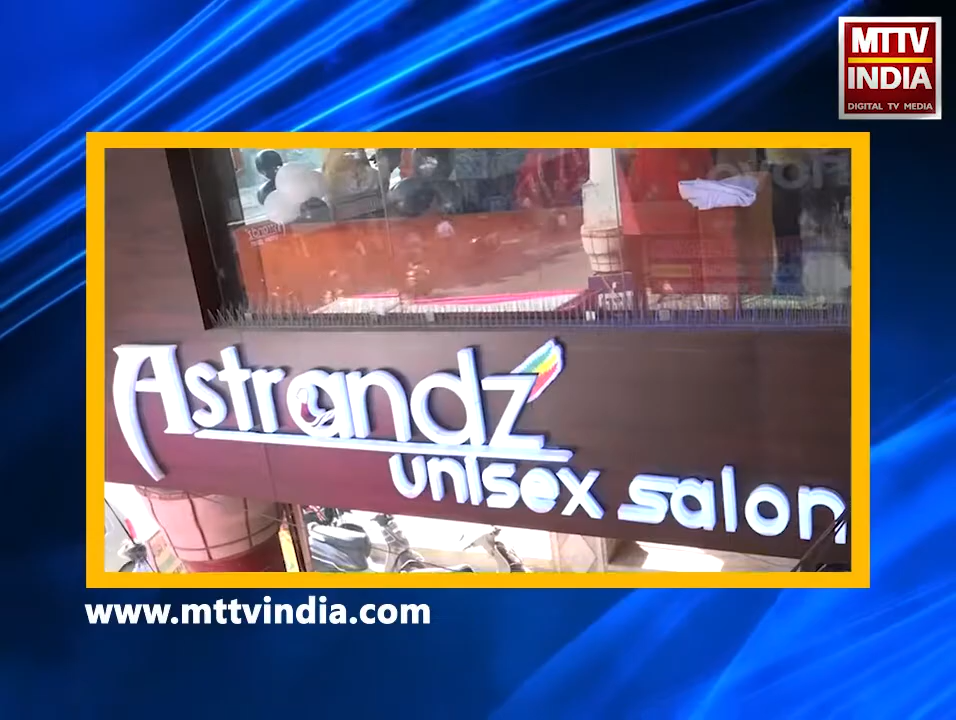 MTTV
INDIA
DIGITAL TV MEDIA
Astrandz
unisex salon
www.mttvindia.com